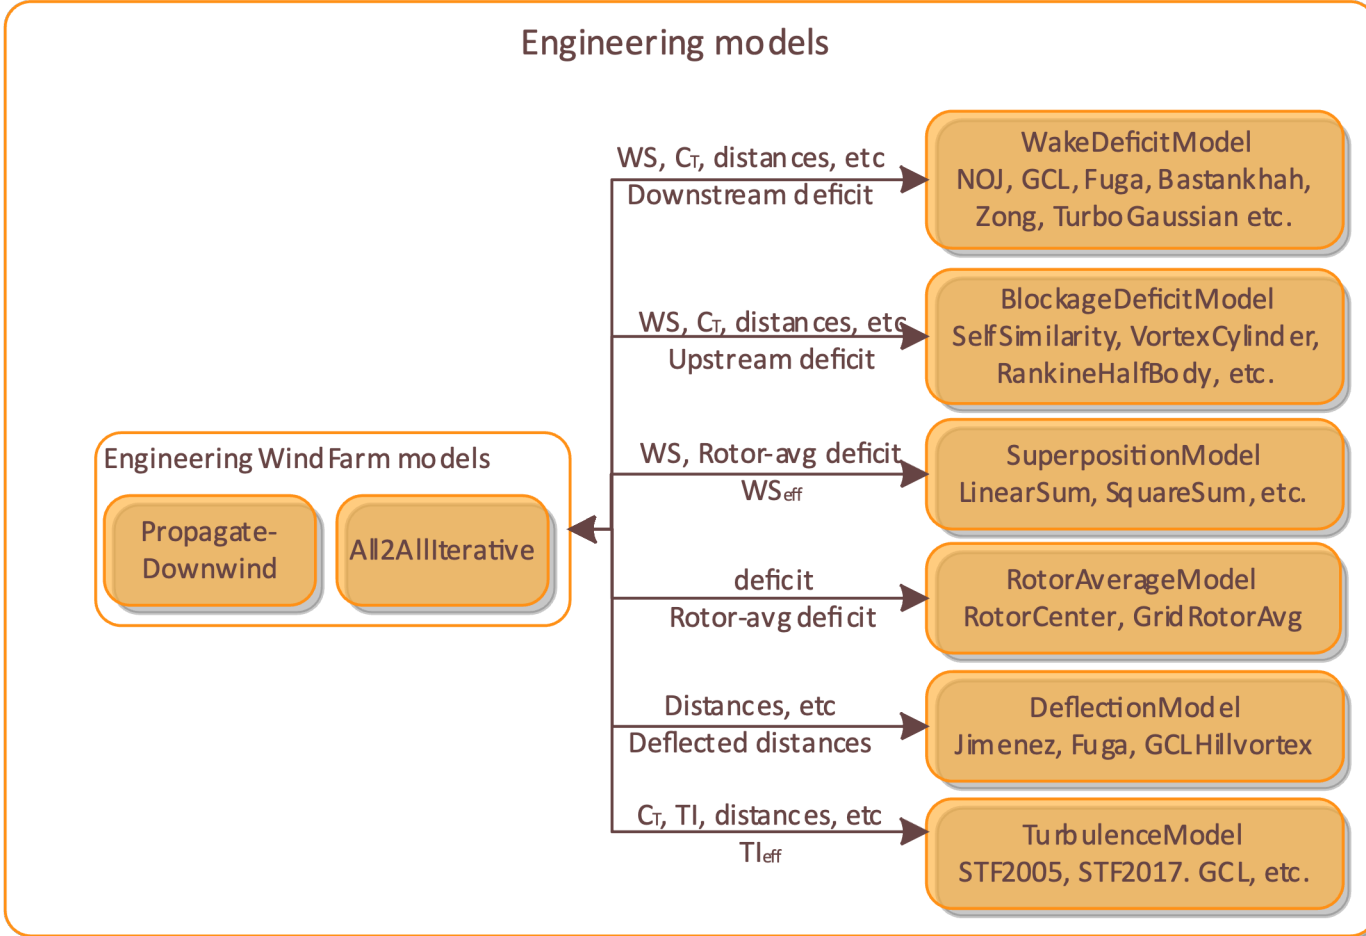 Engineering models
WS, CT, distances, etc
Downstream deficit
WakeDeficitModel
NOJ, GCL, Fuga, Bastankhah,
Zong, TurboGaussian etc.
WS, CT, distances, etc
Upstream deficit
BlockageDeficitModel
SelfSimilarity, VortexCylinder,
RankineHalfBody, etc.
Engineering WindFarm models
Propagate-
Downwind
All2AllIterative
WS, Rotor-avg deficit
WSeff
SuperpositionModel
LinearSum, SquareSum, etc.
deficit
Rotor-avg deficit
RotorAverageModel
RotorCenter, GridRotorAvg
Distances, etc
Deflected distances
DeflectionModel
Jimenez, Fuga, GCLHillvortex
CT, TI, distances, etc
TIeff
TurbulenceModel
STF2005, STF2017. GCL, etc.